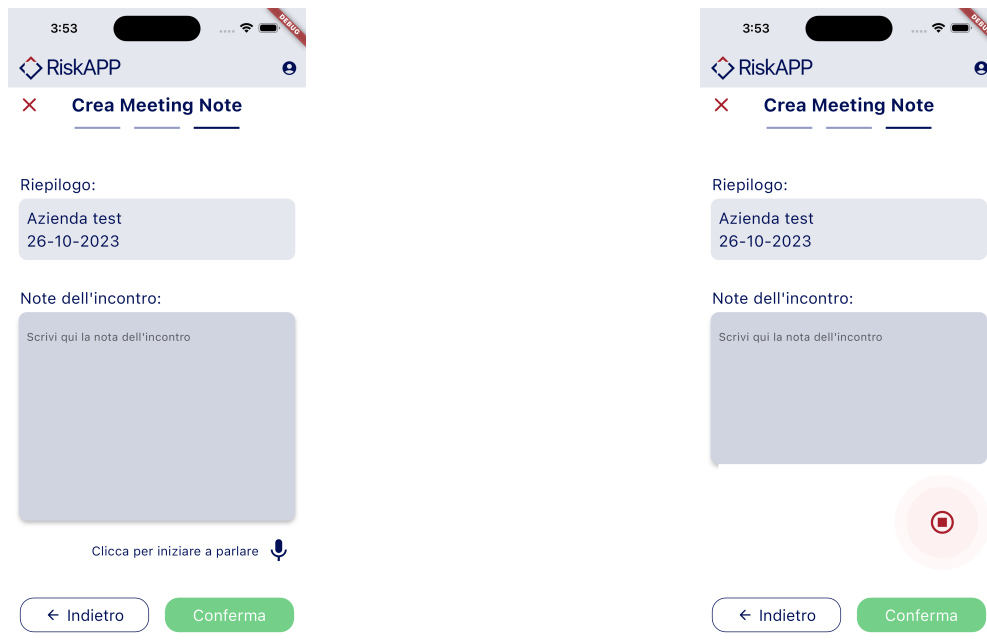 3:53
DEBUG
RiskAPP
Crea Meeting Note
Riepilogo:
Azienda test
26-10-2023
Note dell'incontro:
Scrivi qui la nota dell'incontro
Clicca per iniziare a parlare
Indietro
Conferma
3:53
DEBUG
RiskAPP
Crea Meeting Note
Riepilogo:
Azienda test
26-10-2023
Note dell'incontro:
Scrivi qui la nota dell'incontro
Indietro
Conferma